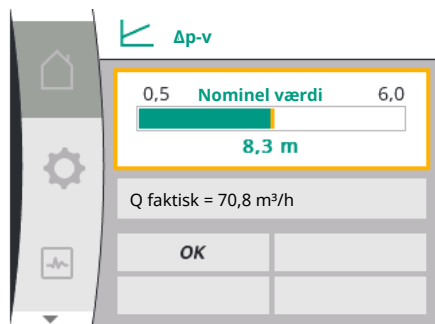 Δp-v
0,5 Nominel værdi 6,0
8,3 m
Q faktisk = 70,8 m³/h
OK